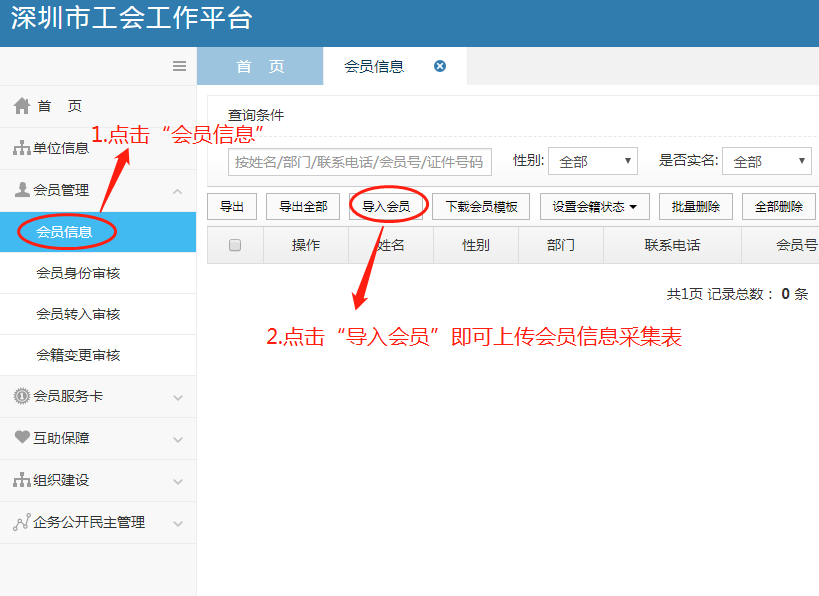 深圳市工会工作平台
首 页
会员信息
首 页
单位信息
会员管理
会员信息
会员身份审核
会员转入审核
会籍变更审核
会员服务卡
互助保障
组织建设
企务公开民主管理
1.点击“会员信息”
查询条件
按姓名/部门/联系电话/会员号/证件号码 性别: 全部 是否实名: 全部
导出 导出全部 导入会员 下载会员模板 设置会籍状态 批量删除 全部删除
操作 姓名 性别 部门 联系电话 会员号
共1页 记录总数： 0 条
2.点击“导入会员”即可上传会员信息采集表